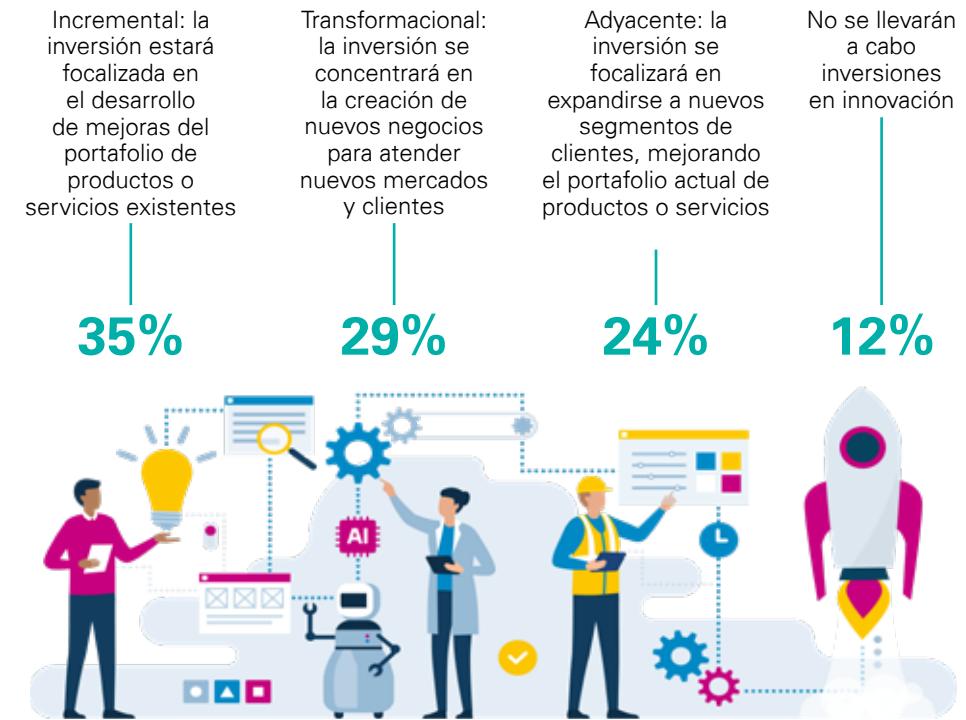 Incremental: la
inversión estará
focalizada en
el desarrollo
de mejoras del
portafolio de
productos o
servicios existentes
35%
Transformacional:
la inversión se
concentrará en
la creación de
nuevos negocios
para atender
nuevos mercados
y clientes
29%
Adyacente: la
inversión se
focalizará en
expandirse a nuevos
segmentos de
clientes, mejorando
el portafolio actual de
productos o servicios
24%
No se llevarán
a cabo
inversiones
en innovación
12%
AI